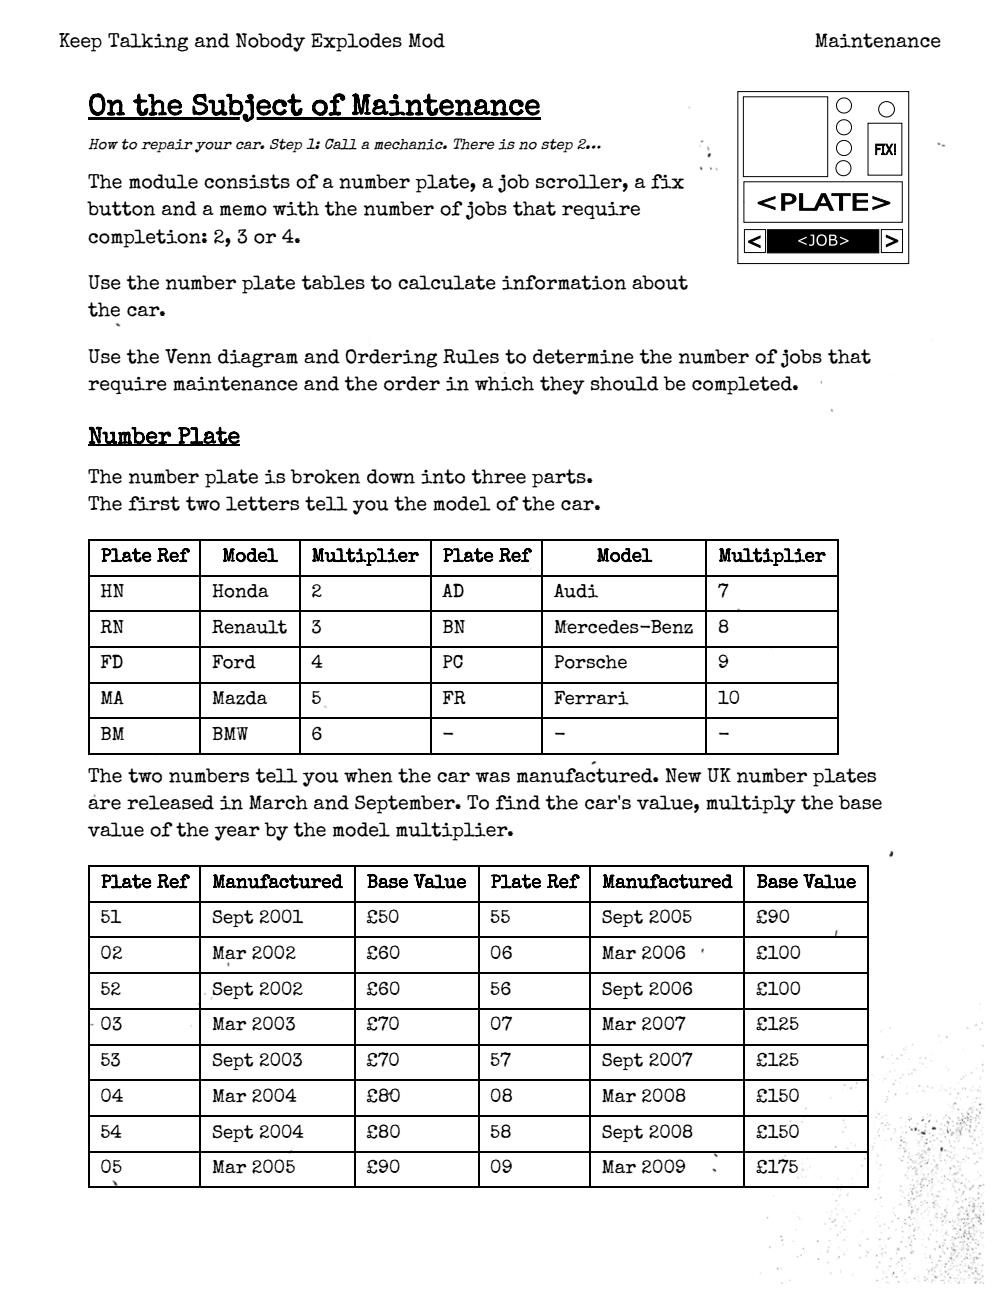 Keep Talking and Nobody Explodes Mod Maintenance
On the Subject of Maintenance
How to repair your car. Step 1: Call a mechanic. There is no step 2...
The module consists of a number plate, a job scroller, a fix
button and a memo with the number of jobs that require
completion: 2, 3 or 4.
FIX!
<PLATE>
< <JOB> >
Use the number plate tables to calculate information about
the car.
Use the Venn diagram and Ordering Rules to determine the number of jobs that
require maintenance and the order in which they should be completed.
Number Plate
The number plate is broken down into three parts.
The first two letters tell you the model of the car.
Plate Ref Model Multiplier Plate Ref Model Multiplier
HN Honda 2 AD Audi 7
RN Renault 3 BN Mercedes-Benz 8
FD Ford 4 PC Porsche 9
MA Mazda 5 FR Ferrari 10
BM BMW 6 - - -
The two numbers tell you when the car was manufactured. New UK number plates
are released in March and September. To find the car's value, multiply the base
value of the year by the model multiplier.
Plate Ref Manufactured Base Value Plate Ref Manufactured Base Value
51 Sept 2001 £50 55 Sept 2005 £90
02 Mar 2002 £60 06 Mar 2006 £100
52 Sept 2002 £60 56 Sept 2006 £100
03 Mar 2003 £70 07 Mar 2007 £125
53 Sept 2003 £70 57 Sept 2007 £125
04 Mar 2004 £80 08 Mar 2008 £150
54 Sept 2004 £80 58 Sept 2008 £150
05 Mar 2005 £90 09 Mar 2009 £175